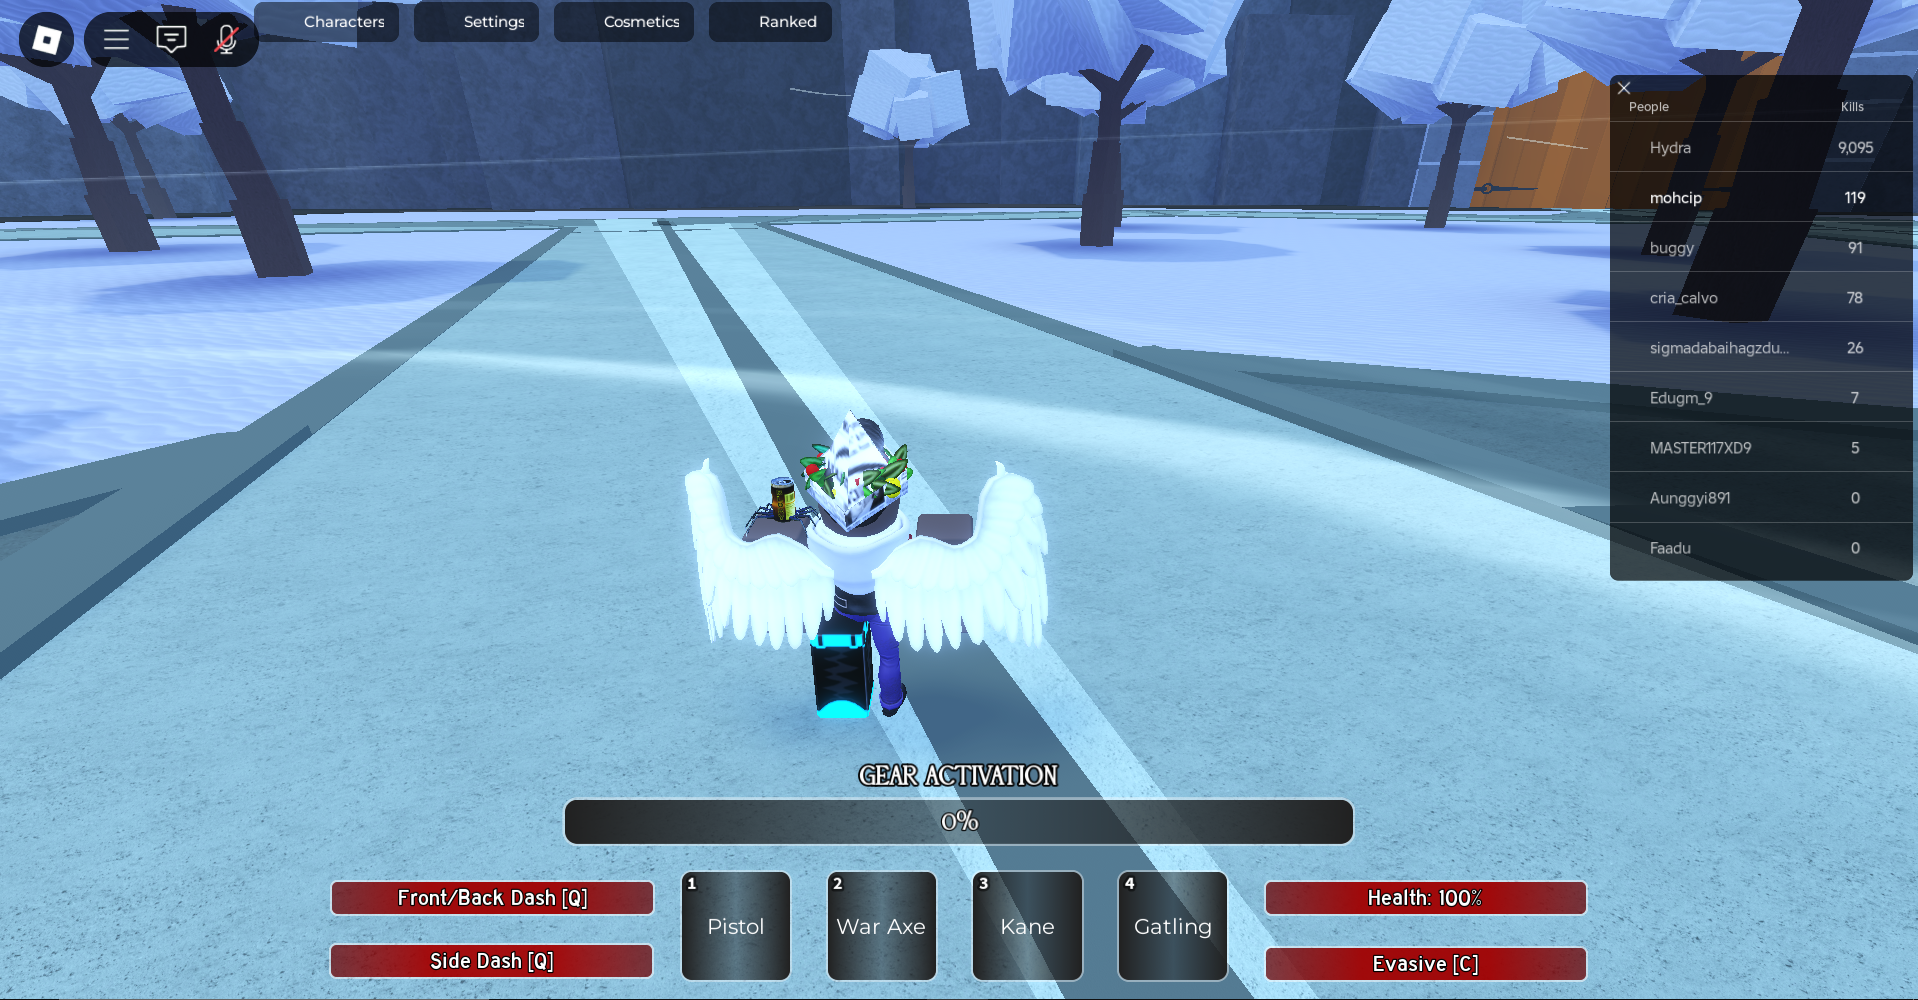 Characters
Settings
Cosmetics
Ranked
People Kills
Hydra 9,095
mohcip 119
buggy 91
cria_calvo 78
sigmadabaihagzdu... 26
Edugm_9 7
MASTER117XD9 5
Aunggyi891 0
Faadu 0
GEAR ACTIVATION
0%
Front/Back Dash [Q]
Side Dash [Q]
1
Pistol
2
War Axe
3
Kane
4
Gatling
Health: 100%
Evasive [C]